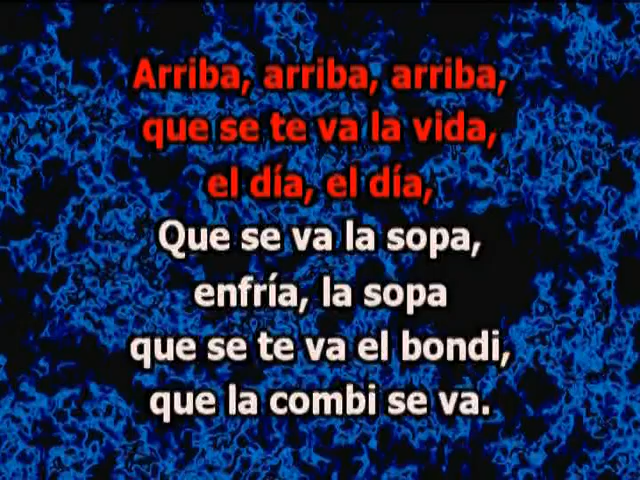 Arriba, arriba, arriba,
que se te va la vida,
el día, el día,
Que se va la sopa,
enfría, la sopa
que se te va el bondi,
que la combi se va.